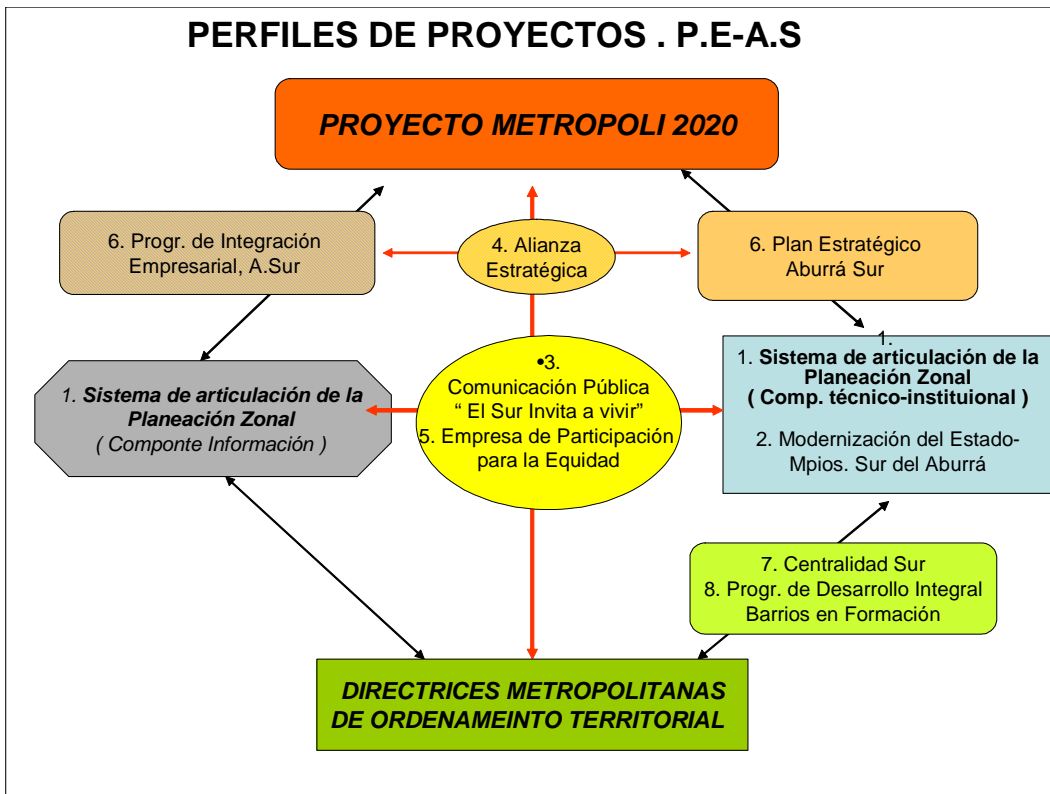 PERFILES DE PROYECTOS . P.E-A.S
PROYECTO METROPOLI 2020
6. Progr. de Integración
Empresarial, A.Sur
4. Alianza
Estratégica
6. Plan Estratégico
Aburrá Sur
1. Sistema de articulación de la
Planeación Zonal
( Componte Información )
•3.
Comunicación Pública
“ El Sur Invita a vivir”
5. Empresa de Participación
para la Equidad
1.
1. Sistema de articulación de la
Planeación Zonal
( Comp. técnico-instituional )
2. Modernización del Estado-
Mpios. Sur del Aburrá
7. Centralidad Sur
8. Progr. de Desarrollo Integral
Barrios en Formación
DIRECTRICES METROPOLITANAS
DE ORDENAMEINTO TERRITORIAL